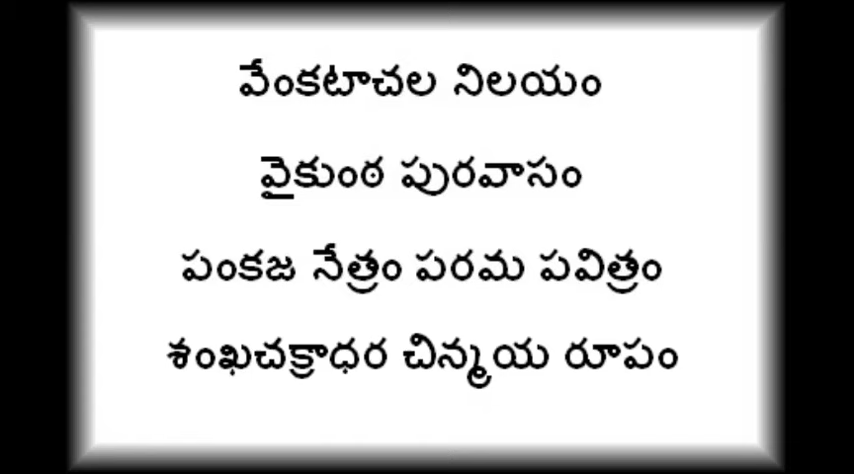 వేంకటాచల నిలయం
వైకుంఠ పురవాసం
పంకజ నేత్రం పరమ పవిత్రం
శంఖచక్రాధర చిన్మయ రూపం